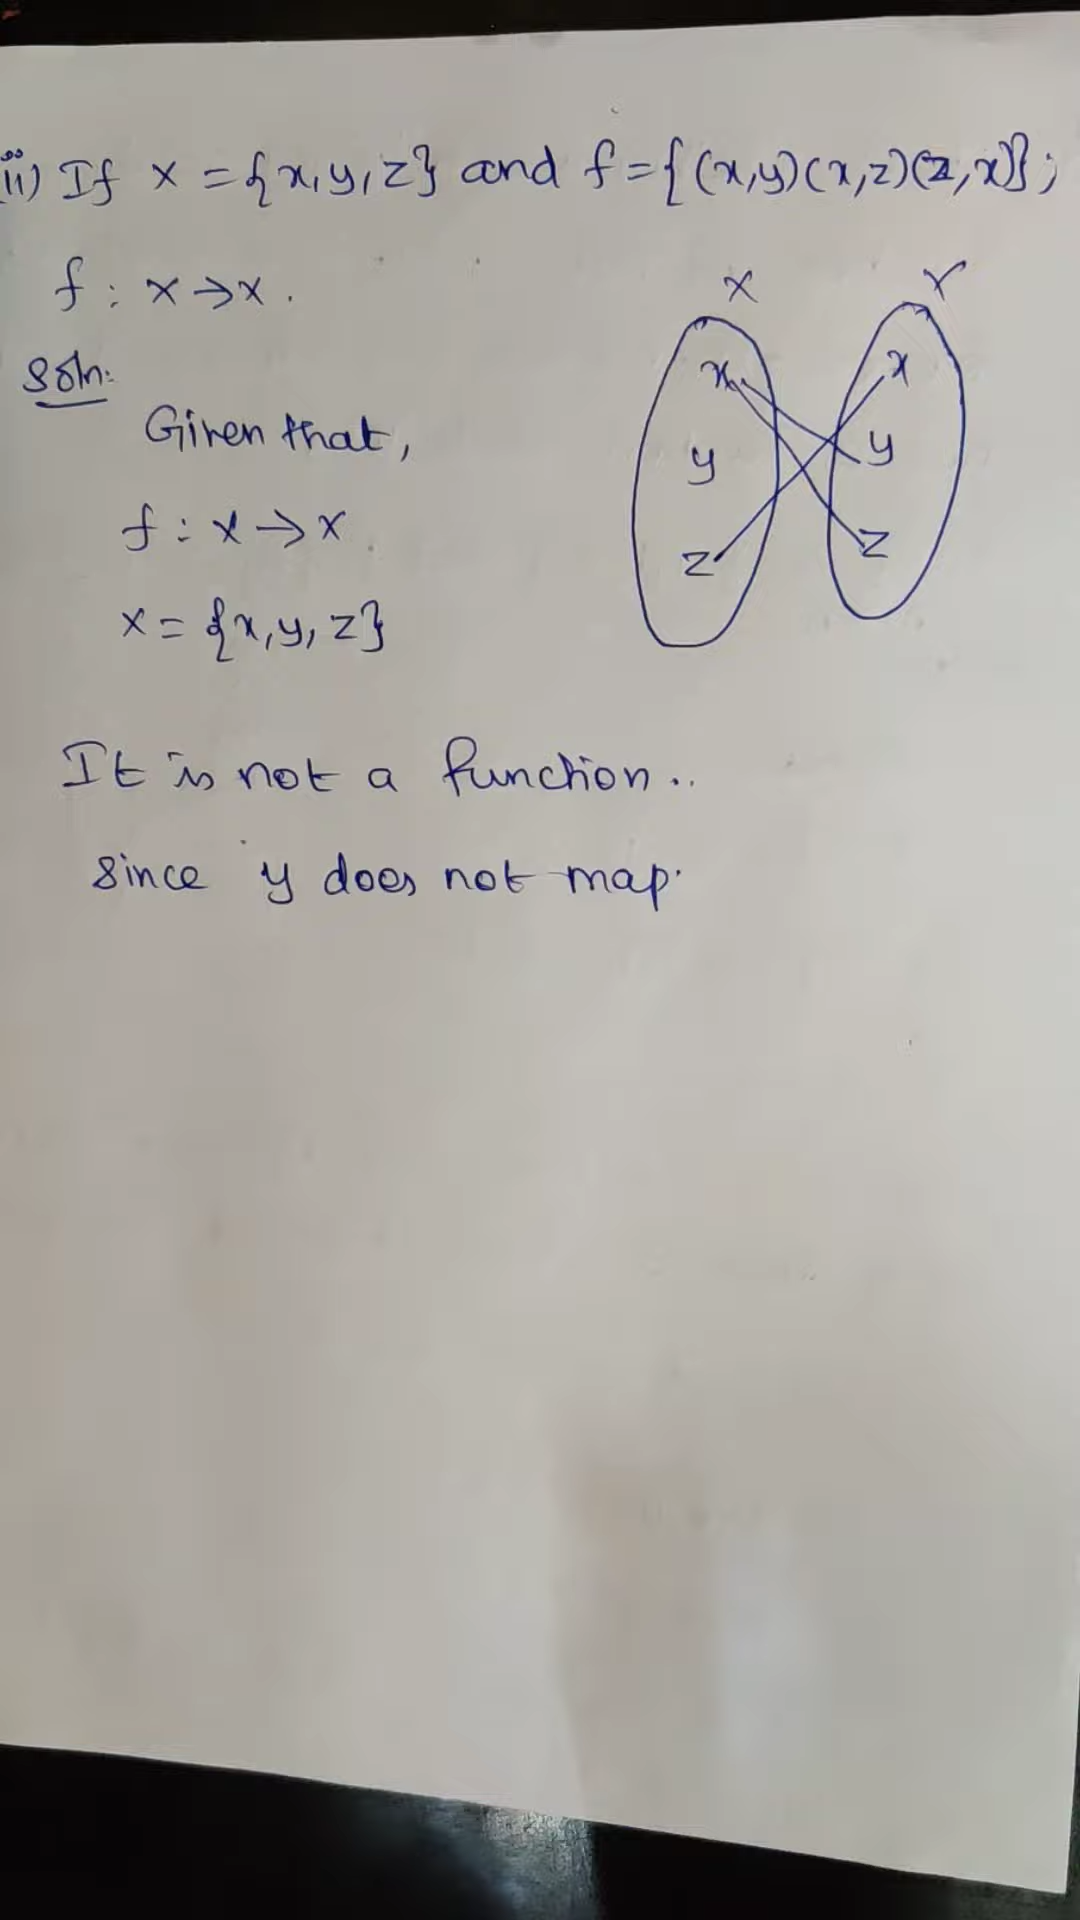 ii) If X = {x, y, z} and f = {(x,y)(x,z)(z,x)};
f : X → X.
Soln:
Given that,
f : X → X.
X = {x, y, z}
X Y
x x
y y
z z
It is not a function..
Since y does not map.